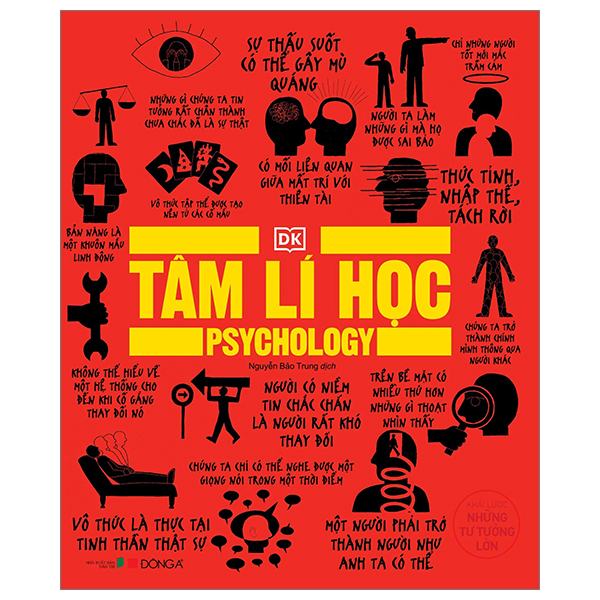 SỰ THẤU SUỐT
CÓ THỂ GÂY MÙ
QUÁNG
CHỈ NHỮNG NGƯỜI
TỐT MỚI MẮC
TRẦM CẢM
NHỮNG GÌ CHÚNG TA TIN
TƯỞNG RẤT CHÂN THÀNH
CHƯA CHẮC ĐÃ LÀ SỰ THẬT
NGƯỜI TA LÀM
NHỮNG GÌ MÀ HỌ
ĐƯỢC SAI BẢO
CÓ MỐI LIÊN QUAN
GIỮA MẤT TRÍ VỚI
THIÊN TÀI
THỨC TỈNH,
NHẬP THẾ,
TÁCH RỜI
VÔ THỨC TẬP THỂ ĐƯỢC TẠO
NÊN TỪ CÁC CỔ MẪU
BẢN NĂNG LÀ
MỘT KHUÔN MẪU
LINH ĐỘNG
DK
TÂM LÍ HỌC
PSYCHOLOGY
Nguyễn Bảo Trung dịch
CHÚNG TA TRỞ
THÀNH CHÍNH
MÌNH THÔNG QUA
NGƯỜI KHÁC
KHÔNG THỂ HIỂU VỀ
MỘT HỆ THỐNG CHO
ĐẾN KHI CỐ GẮNG
THAY ĐỔI NÓ
NGƯỜI CÓ NIỀM
TIN CHẮC CHẮN
LÀ NGƯỜI RẤT KHÓ
THAY ĐỔI
TRÊN BỀ MẶT CÓ
NHIỀU THỨ HƠN
NHỮNG GÌ THOẠT
NHÌN THẤY
CHÚNG TA CHỈ CÓ THỂ NGHE ĐƯỢC MỘT
GIỌNG NÓI TRONG MỘT THỜI ĐIỂM
VÔ THỨC LÀ THỰC TẠI
TINH THẦN THẬT SỰ
MỘT NGƯỜI PHẢI TRỞ
THÀNH NGƯỜI NHƯ
ANH TA CÓ THỂ
KHÁI LƯỢC
NHỮNG
TƯ TƯỞNG
LỚN
NHÀ XUẤT BẢN
DÂN TRÍ
ĐÔNG A